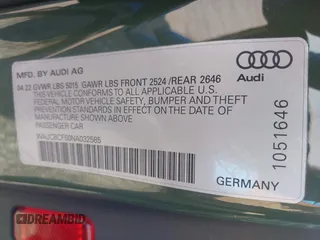 MFD. BY AUDI AG
04.22 GVWR LBS 5015 GAWR LBS FRONT 2524 /REAR 2646
THIS VEHICLE CONFORMS TO ALL APPLICABLE U.S.
FEDERAL MOTOR VEHICLE SAFETY, BUMPER, AND THEFT
PREVENTION STANDARDS IN EFFECT ON THE DATE OF
MANUFACTURE SHOWN ABOVE.
PASSENGER CAR
Audi
1051646
GERMANY
DREAMBID